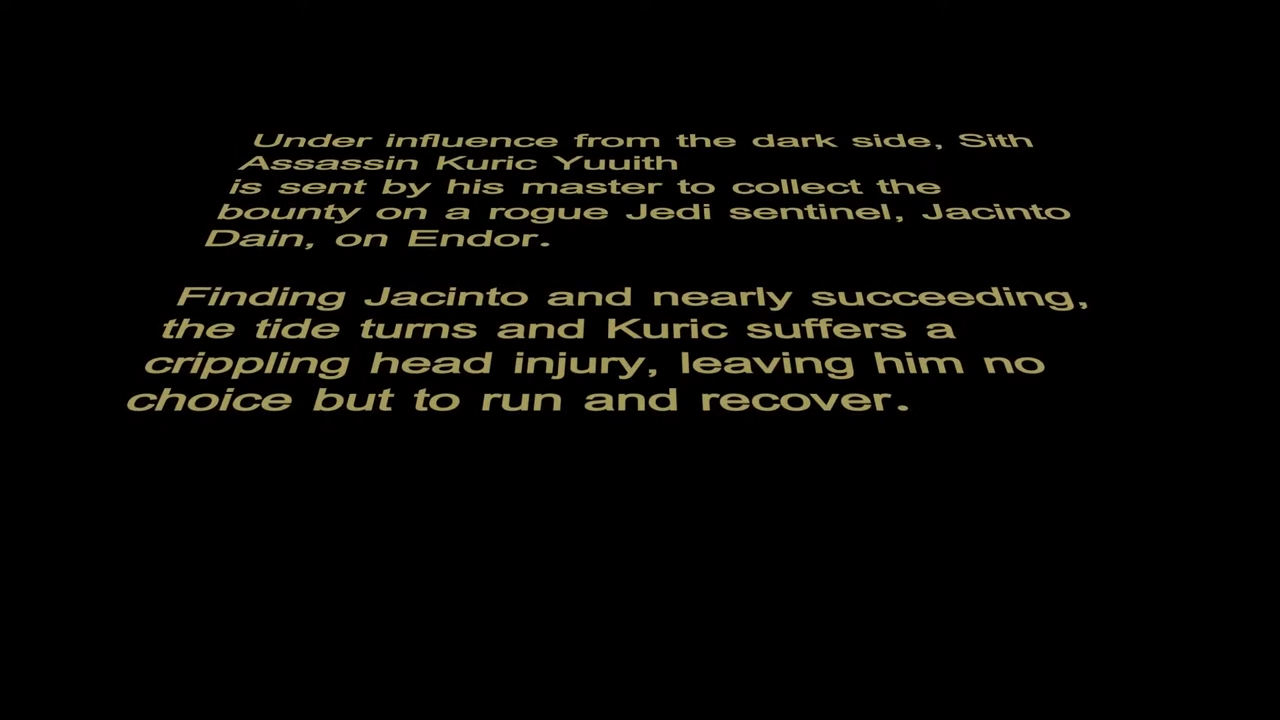 Under influence from the dark side, Sith
Assassin Kuric Yuuith
is sent by his master to collect the
bounty on a rogue Jedi sentinel, Jacinto
Dain, on Endor.
Finding Jacinto and nearly succeeding,
the tide turns and Kuric suffers a
crippling head injury, leaving him no
choice but to run and recover.